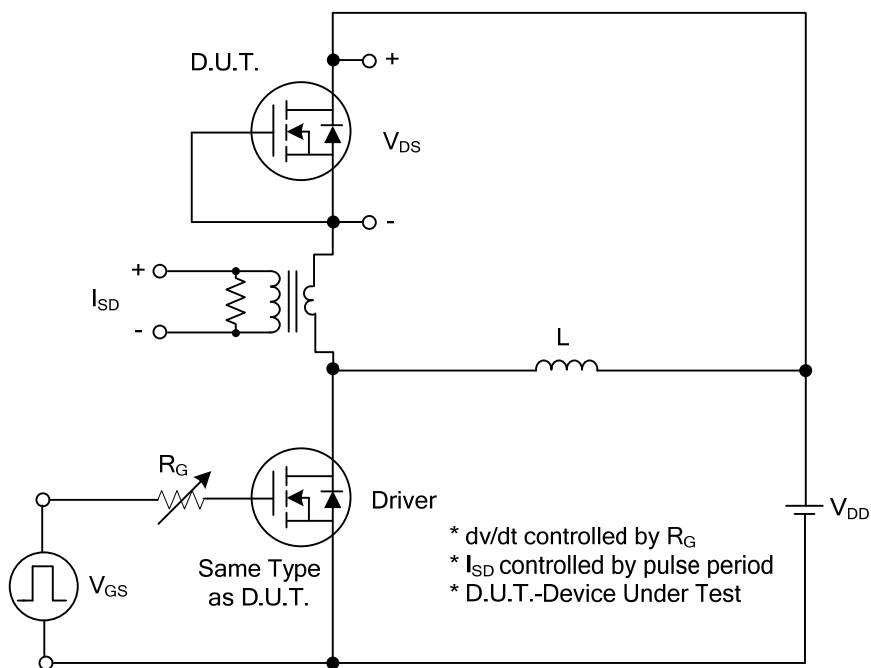 D.U.T.
+
V_DS
-
+
I_SD
-
L
R_G
Driver
V_DD
V_GS
Same Type
as D.U.T.
* dv/dt controlled by R_G
* I_SD controlled by pulse period
* D.U.T.-Device Under Test